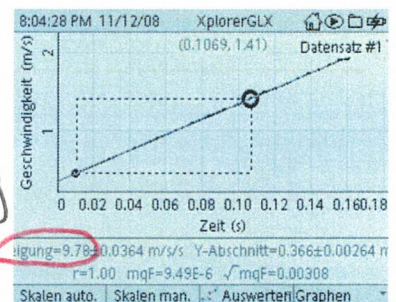 8:04:28 PM 11/12/08 XplorerGLX
(0.1069, 1.41) Datensatz #1
Geschwindigkeit (m/s)
2
1
0 0.02 0.04 0.06 0.08 0.10 0.12 0.14 0.16 0.18
Zeit (s)
eigung=9.78±0.0364 m/s/s Y-Abschnitt=0.366±0.00264 m
r=1.00 mqF=9.49E-6 √mqF=0.00308
Skalen auto. Skalen man. Auswerten Graphen